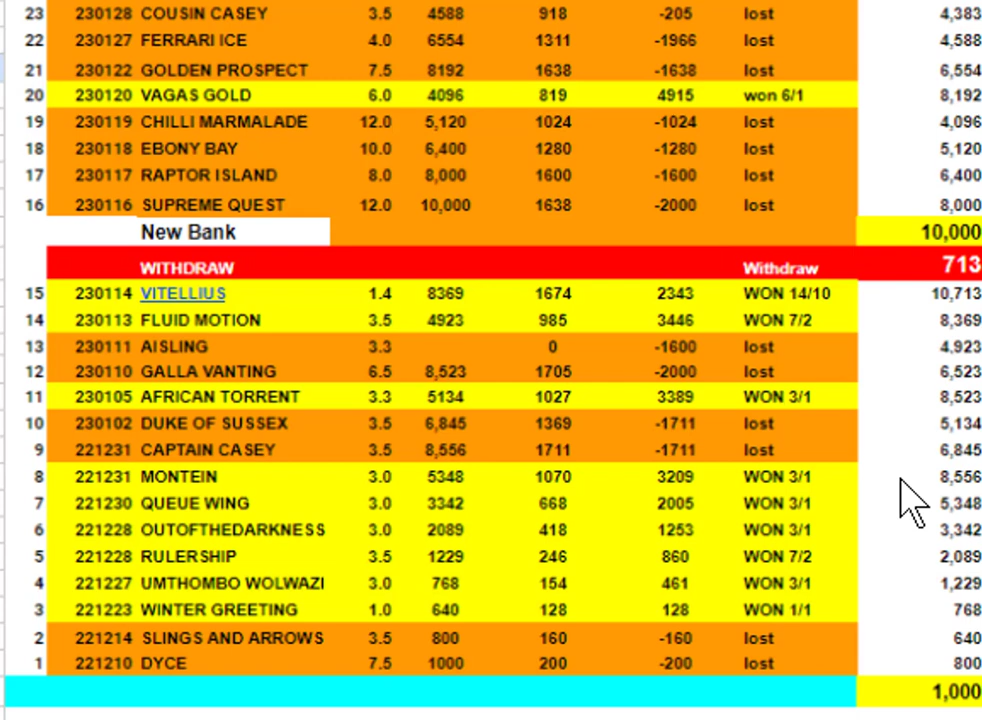 23 230128 COUSIN CASEY 3.5 4588 918 -205 lost 4,383
22 230127 FERRARI ICE 4.0 6554 1311 -1966 lost 4,588
21 230122 GOLDEN PROSPECT 7.5 8192 1638 -1638 lost 6,554
20 230120 VAGAS GOLD 6.0 4096 819 4915 won 6/1 8,192
19 230119 CHILLI MARMALADE 12.0 5,120 1024 -1024 lost 4,096
18 230118 EBONY BAY 10.0 6,400 1280 -1280 lost 5,120
17 230117 RAPTOR ISLAND 8.0 8,000 1600 -1600 lost 6,400
16 230116 SUPREME QUEST 12.0 10,000 1638 -2000 lost 8,000
New Bank 10,000
WITHDRAW Withdraw 713
15 230114 VITELLIUS 1.4 8369 1674 2343 WON 14/10 10,713
14 230113 FLUID MOTION 3.5 4923 985 3446 WON 7/2 8,369
13 230111 AISLING 3.3 0 -1600 lost 4,923
12 230110 GALLA VANTING 6.5 8,523 1705 -2000 lost 6,523
11 230105 AFRICAN TORRENT 3.3 5134 1027 3389 WON 3/1 8,523
10 230102 DUKE OF SUSSEX 3.5 6,845 1369 -1711 lost 5,134
9 221231 CAPTAIN CASEY 3.5 8,556 1711 -1711 lost 6,845
8 221231 MONTEIN 3.0 5348 1070 3209 WON 3/1 8,556
7 221230 QUEUE WING 3.0 3342 668 2005 WON 3/1 5,348
6 221228 OUTOFTHEDARKNESS 3.0 2089 418 1253 WON 3/1 3,342
5 221228 RULERSHIP 3.5 1229 246 860 WON 7/2 2,089
4 221227 UMTHOMBO WOLWAZI 3.0 768 154 461 WON 3/1 1,229
3 221223 WINTER GREETING 1.0 640 128 128 WON 1/1 768
2 221214 SLINGS AND ARROWS 3.5 800 160 -160 lost 640
1 221210 DYCE 7.5 1000 200 -200 lost 800
1,000